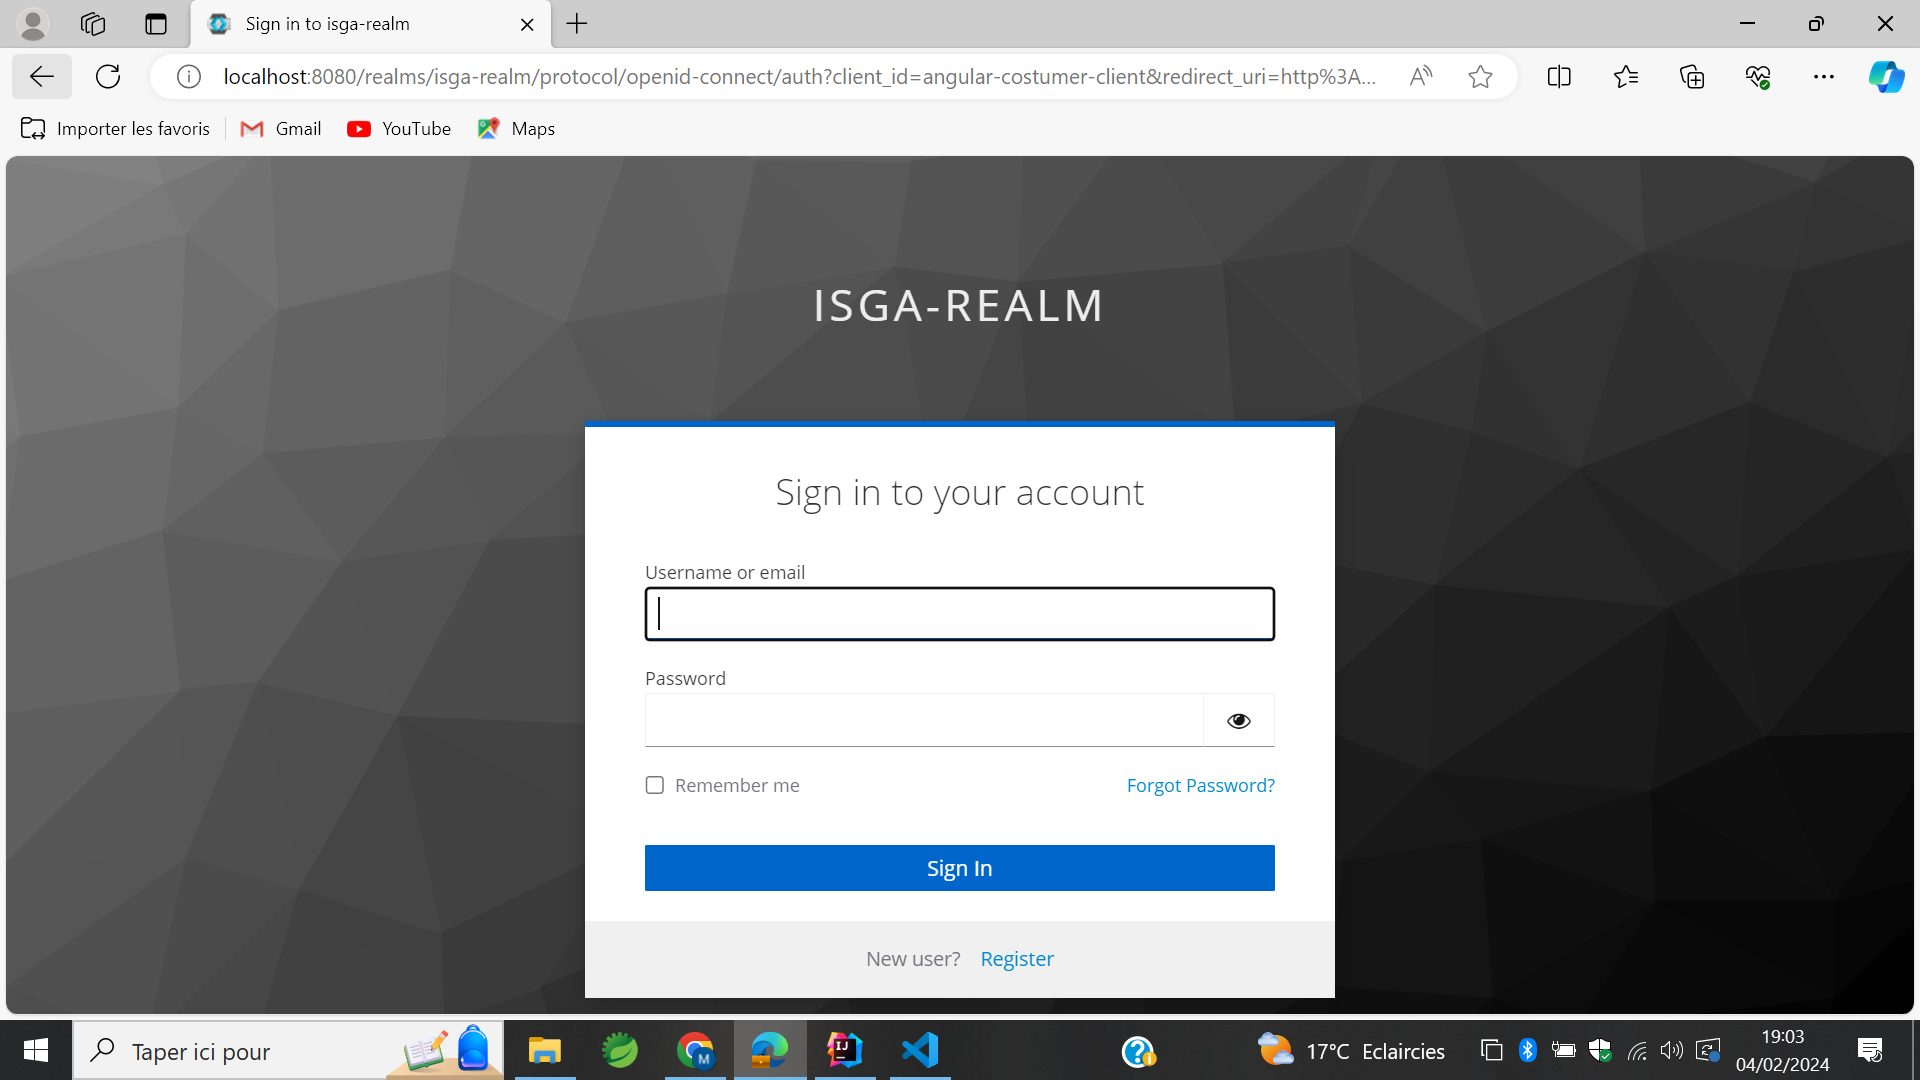 Sign in to isga-realm
localhost:8080/realms/isga-realm/protocol/openid-connect/auth?client_id=angular-costumer-client&redirect_uri=http%3A...
Importer les favoris
Gmail
YouTube
Maps
ISGA-REALM
Sign in to your account
Username or email
Password
Remember me
Forgot Password?
Sign In
New user? Register
Taper ici pour
17°C Eclaircies
19:03
04/02/2024